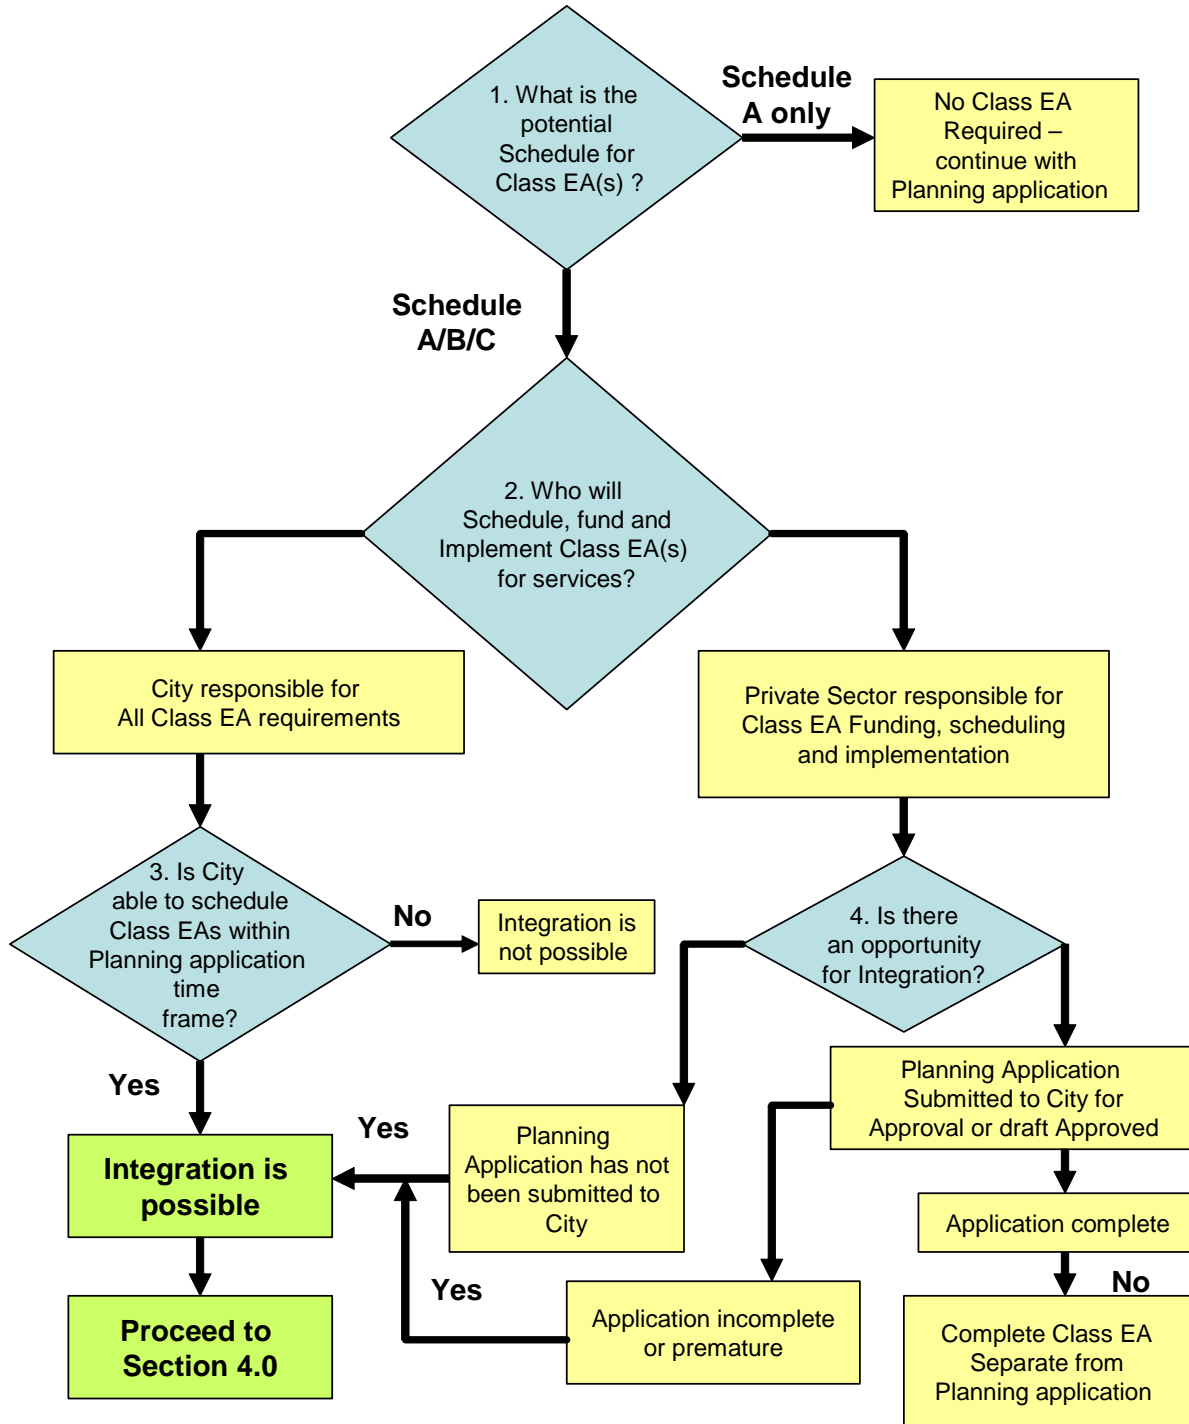 1. What is the
potential
Schedule for
Class EA(s) ?
Schedule
A only
No Class EA
Required –
continue with
Planning application
Schedule
A/B/C
2. Who will
Schedule, fund and
Implement Class EA(s)
for services?
City responsible for
All Class EA requirements
Private Sector responsible for
Class EA Funding, scheduling
and implementation
3. Is City
able to schedule
Class EAs within
Planning application
time
frame?
No
Integration is
not possible
4. Is there
an opportunity
for Integration?
Yes
Integration is
possible
Yes
Planning
Application has not
been submitted to
City
Planning Application
Submitted to City for
Approval or draft Approved
Application complete
No
Yes
Proceed to
Section 4.0
Application incomplete
or premature
Complete Class EA
Separate from
Planning application